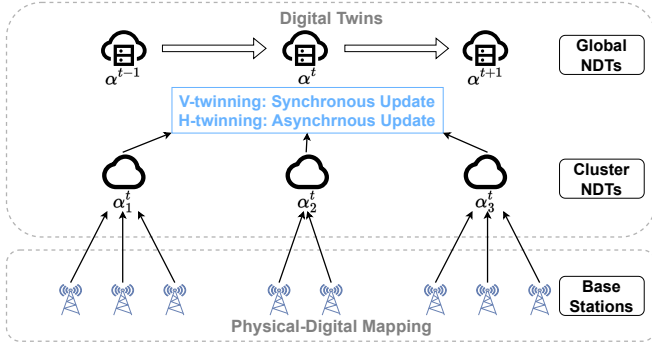 Digital Twins
Global
NDTs
α^{t−1}
α^t
α^{t+1}
V-twinning: Synchronous Update
H-twinning: Asynchrnous Update
Cluster
NDTs
α_1^t
α_2^t
α_3^t
Base
Stations
Physical-Digital Mapping